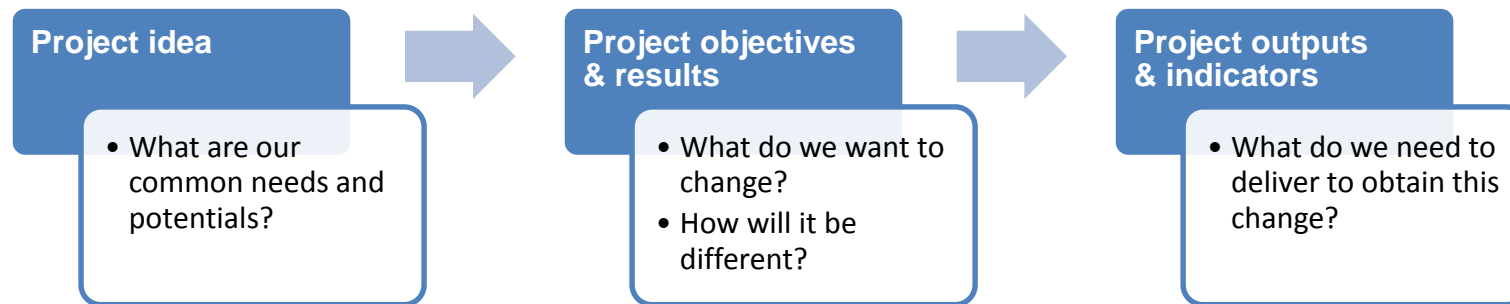 Project idea
• What are our
common needs and
potentials?
Project objectives
& results
• What do we want to
change?
• How will it be
different?
Project outputs
& indicators
• What do we need to
deliver to obtain this
change?